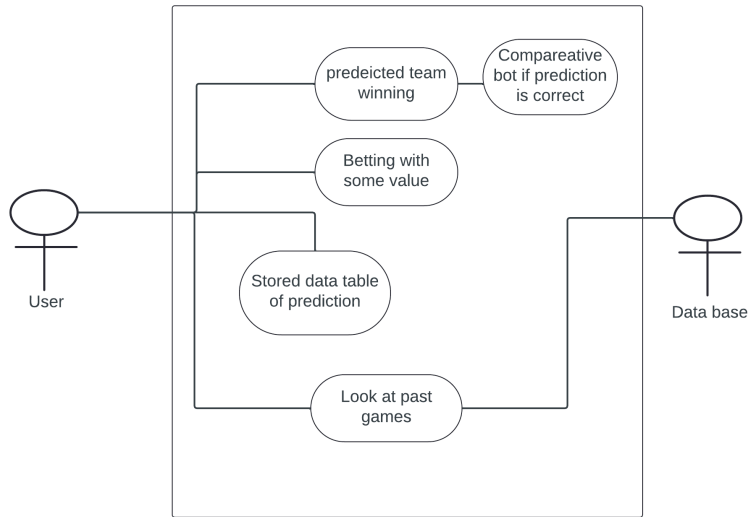 predeicted team
winning
Compareative
bot if prediction
is correct
Betting with
some value
Stored data table
of prediction
User
Data base
Look at past
games